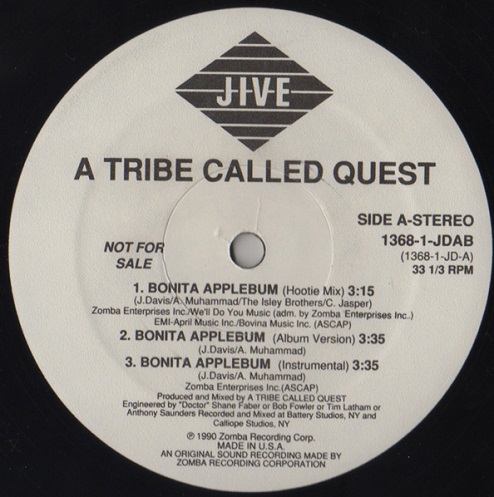 JIVE
A TRIBE CALLED QUEST
SIDE A-STEREO
1368-1-JDAB
(1368-1-JD-A)
33 1/3 RPM
NOT FOR
SALE
1. BONITA APPLEBUM (Hootie Mix) 3:15
(J.Davis/A. Muhammad/The Isley Brothers/C. Jasper)
Zomba Enterprises Inc./We'll Do You Music (adm. by Zomba Enterprises Inc.)
EMI-April Music Inc./Bovina Music Inc. (ASCAP)
2. BONITA APPLEBUM (Album Version) 3:35
(J.Davis/A. Muhammad)
3. BONITA APPLEBUM (Instrumental) 3:35
(J.Davis/A. Muhammad)
Zomba Enterprises Inc.(ASCAP)
Produced and Mixed by A TRIBE CALLED QUEST
Engineered by "Doctor" Shane Faber or Bob Fowler or Tim Latham or
Anthony Saunders Recorded and Mixed at Battery Studios, NY and
Calliope Studios, NY
℗ 1990 Zomba Recording Corp.
MADE IN U.S.A.
AN ORIGINAL SOUND RECORDING MADE BY
ZOMBA RECORDING CORPORATION